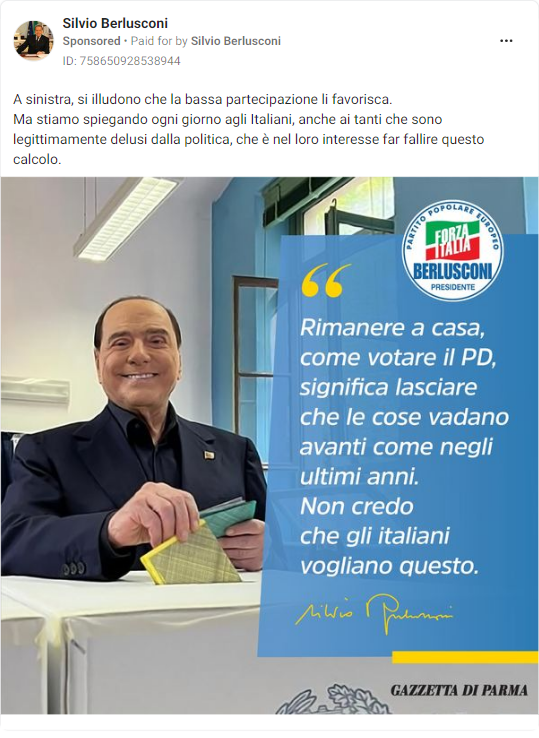 Silvio Berlusconi
Sponsored • Paid for by Silvio Berlusconi
ID: 758650928538944
A sinistra, si illudono che la bassa partecipazione li favorisca.
Ma stiamo spiegando ogni giorno agli Italiani, anche ai tanti che sono
legittimamente delusi dalla politica, che è nel loro interesse far fallire questo
calcolo.
PARTITO POPOLARE EUROPEO
FORZA
ITALIA
BERLUSCONI
PRESIDENTE
“
Rimanere a casa,
come votare il PD,
significa lasciare
che le cose vadano
avanti come negli
ultimi anni.
Non credo
che gli italiani
vogliano questo.
Silvio Berlusconi
GAZZETTA DI PARMA